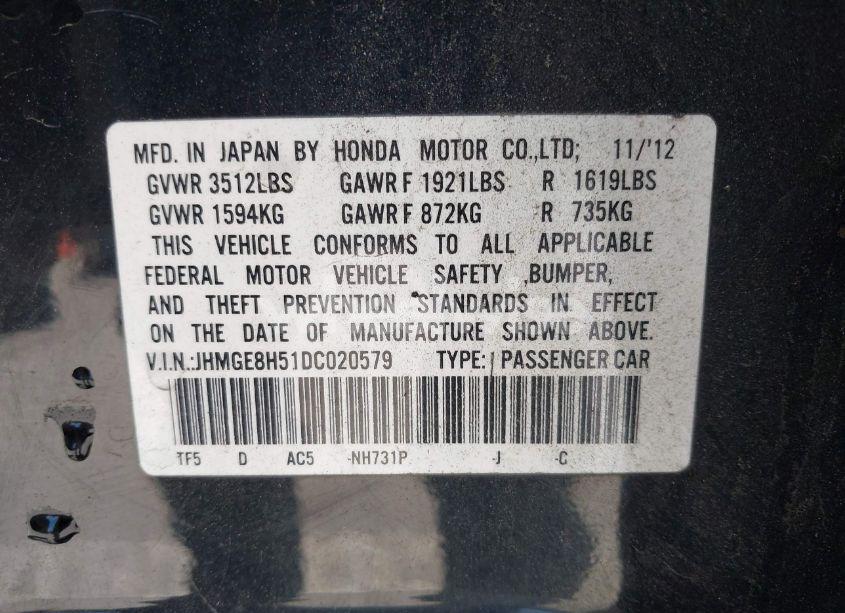 MFD. IN JAPAN BY HONDA MOTOR CO.,LTD; 11/'12
GVWR 3512LBS GAWR F 1921LBS R 1619LBS
GVWR 1594KG GAWR F 872KG R 735KG
THIS VEHICLE CONFORMS TO ALL APPLICABLE
FEDERAL MOTOR VEHICLE SAFETY ,BUMPER,
AND THEFT PREVENTION STANDARDS IN EFFECT
ON THE DATE OF MANUFACTURE SHOWN ABOVE.
V.I.N.:JHMGE8H51DC020579 TYPE: PASSENGER CAR
TF5 D AC5 -NH731P -J -C